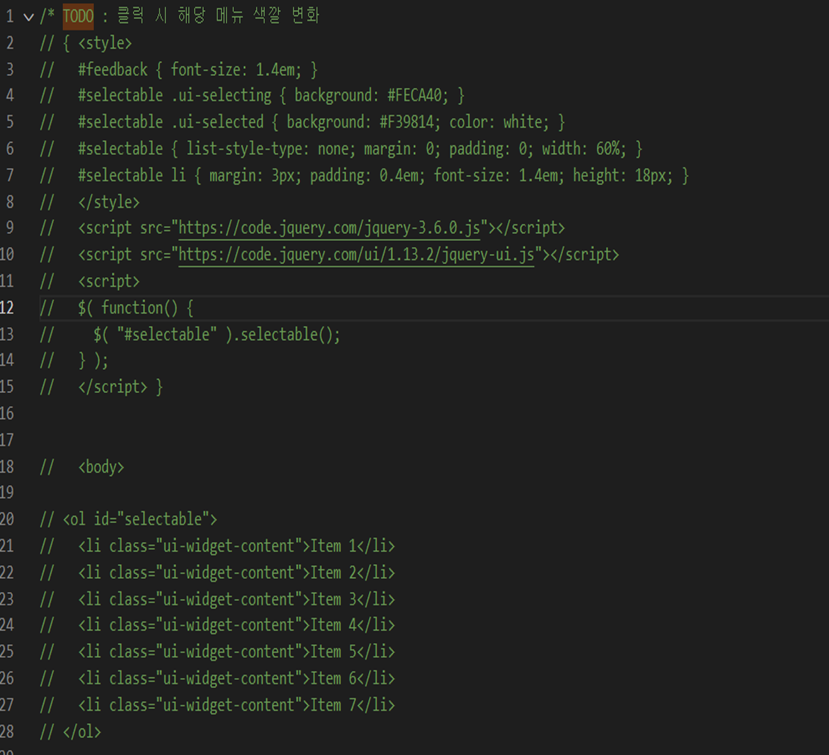 1 /* TODO : 클릭 시 해당 메뉴 색깔 변화
2 // { <style>
3 //   #feedback { font-size: 1.4em; }
4 //   #selectable .ui-selecting { background: #FECA40; }
5 //   #selectable .ui-selected { background: #F39814; color: white; }
6 //   #selectable { list-style-type: none; margin: 0; padding: 0; width: 60%; }
7 //   #selectable li { margin: 3px; padding: 0.4em; font-size: 1.4em; height: 18px; }
8 //   </style>
9 //   <script src="https://code.jquery.com/jquery-3.6.0.js"></script>
10 //   <script src="https://code.jquery.com/ui/1.13.2/jquery-ui.js"></script>
11 //   <script>
12 //   $( function() {
13 //     $( "#selectable" ).selectable();
14 //   } );
15 //   </script> }
16
17
18 //   <body>
19
20 // <ol id="selectable">
21 //   <li class="ui-widget-content">Item 1</li>
22 //   <li class="ui-widget-content">Item 2</li>
23 //   <li class="ui-widget-content">Item 3</li>
24 //   <li class="ui-widget-content">Item 4</li>
25 //   <li class="ui-widget-content">Item 5</li>
26 //   <li class="ui-widget-content">Item 6</li>
27 //   <li class="ui-widget-content">Item 7</li>
28 // </ol>